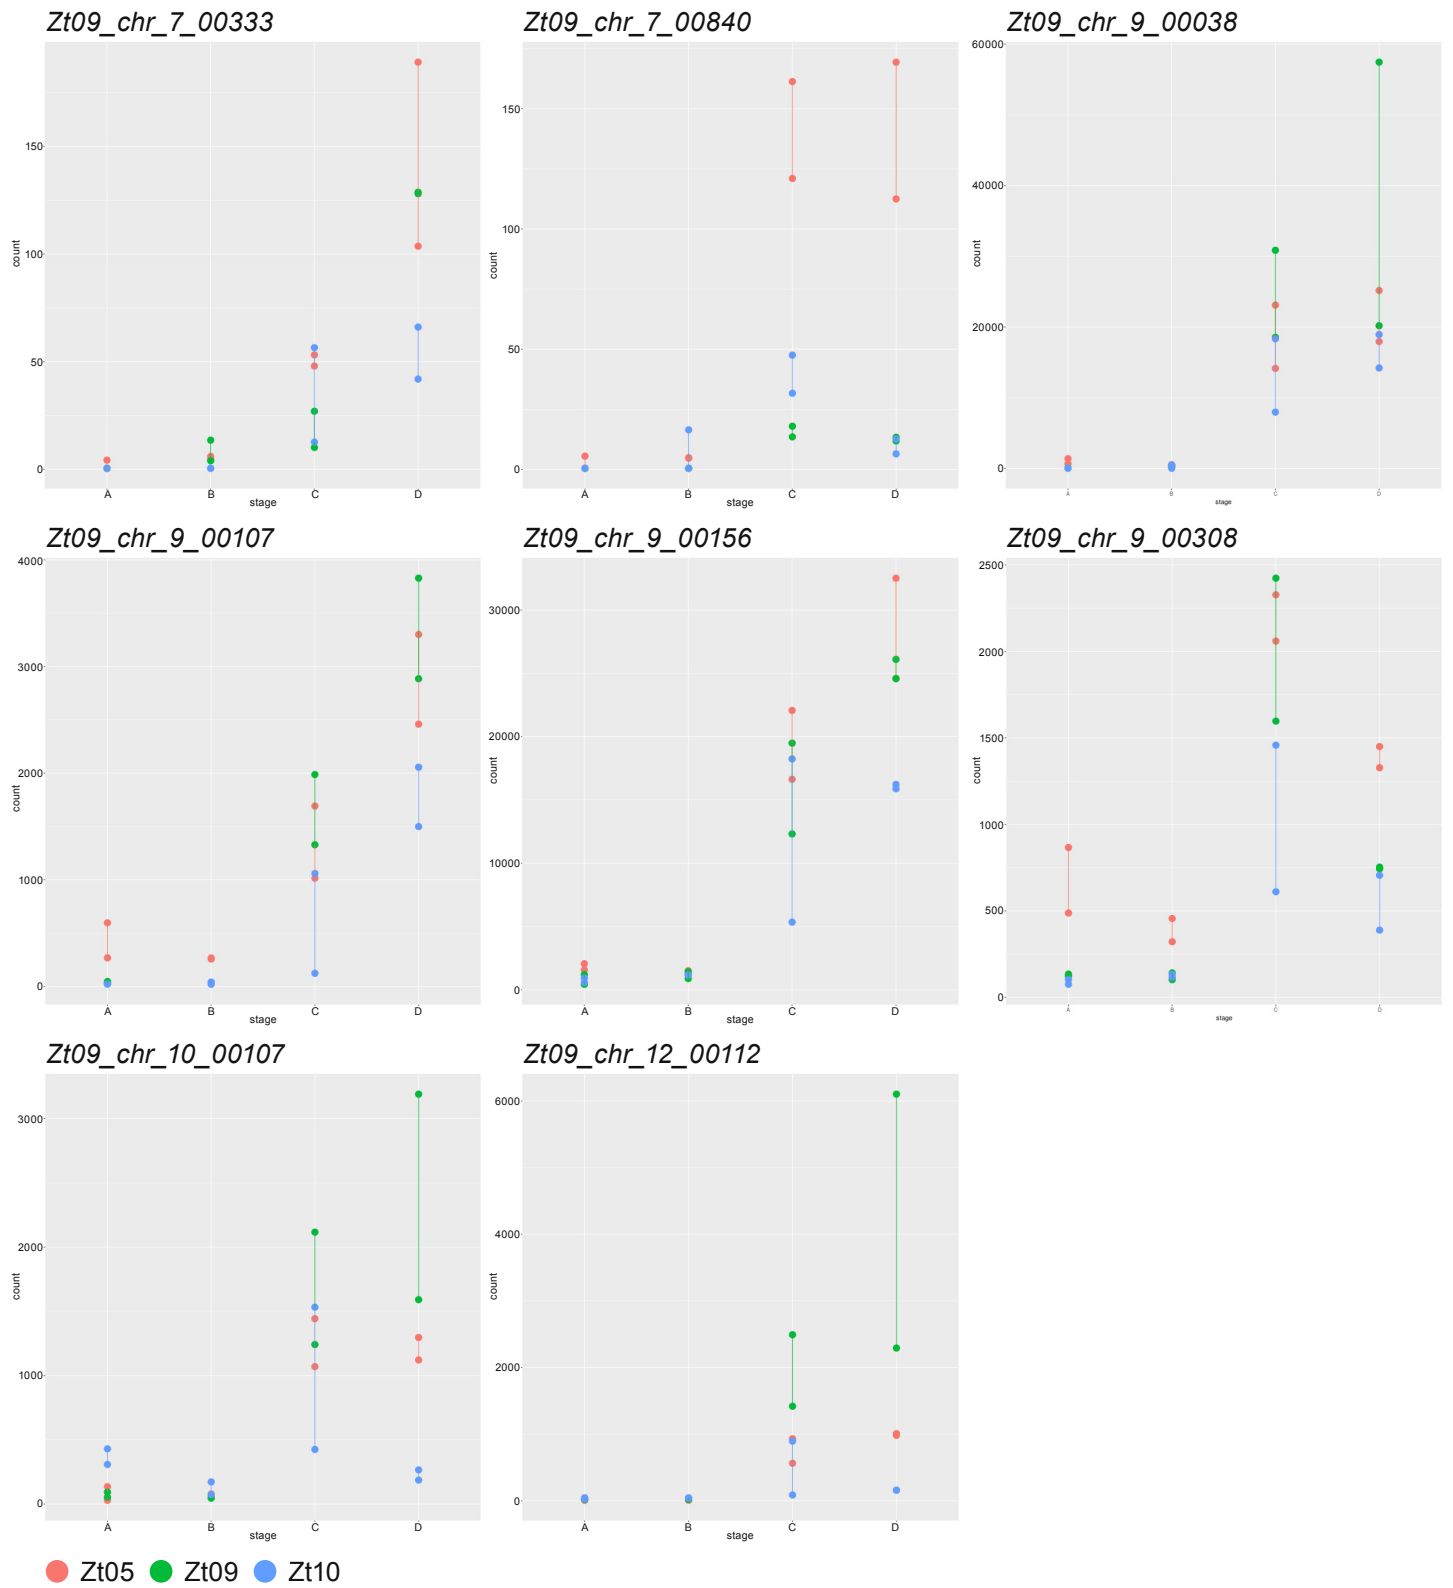 Zt09_chr_7_00333 Zt09_chr_7_00840 Zt09_chr_9_00038
150 100 50 0
count
A B C D
stage
150 100 50 0
count
A B C D
stage
60000 40000 20000 0
count
A B C D
stage
Zt09_chr_9_00107 Zt09_chr_9_00156 Zt09_chr_9_00308
4000 3000 2000 1000 0
count
A B C D
stage
30000 20000 10000 0
count
A B C D
stage
2500 2000 1500 1000 500 0
count
A B C D
stage
Zt09_chr_10_00107 Zt09_chr_12_00112
3000 2000 1000 0
count
A B C D
stage
6000 4000 2000 0
count
A B C D
stage
Zt05 Zt09 Zt10